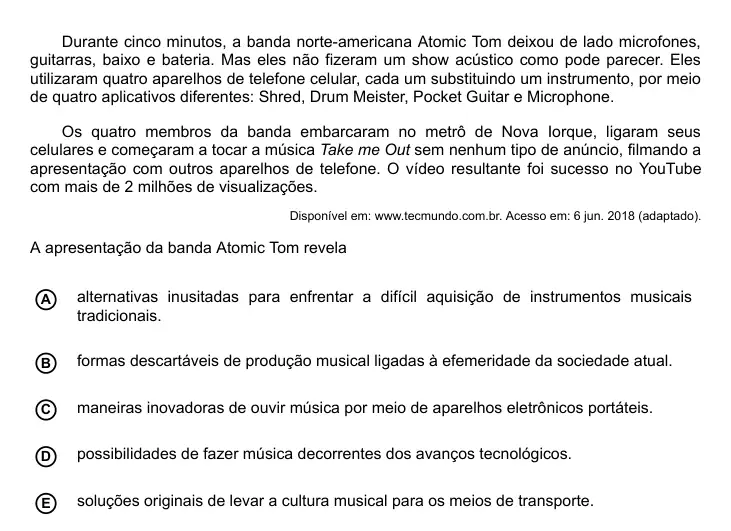 Durante cinco minutos, a banda norte-americana Atomic Tom deixou de lado microfones,
guitarras, baixo e bateria. Mas eles não fizeram um show acústico como pode parecer. Eles
utilizaram quatro aparelhos de telefone celular, cada um substituindo um instrumento, por meio
de quatro aplicativos diferentes: Shred, Drum Meister, Pocket Guitar e Microphone.
Os quatro membros da banda embarcaram no metrô de Nova Iorque, ligaram seus
celulares e começaram a tocar a música Take me Out sem nenhum tipo de anúncio, filmando a
apresentação com outros aparelhos de telefone. O vídeo resultante foi sucesso no YouTube
com mais de 2 milhões de visualizações.
Disponível em: www.tecmundo.com.br. Acesso em: 6 jun. 2018 (adaptado).
A apresentação da banda Atomic Tom revela
A alternativas inusitadas para enfrentar a difícil aquisição de instrumentos musicais
tradicionais.
B formas descartáveis de produção musical ligadas à efemeridade da sociedade atual.
C maneiras inovadoras de ouvir música por meio de aparelhos eletrônicos portáteis.
D possibilidades de fazer música decorrentes dos avanços tecnológicos.
E soluções originais de levar a cultura musical para os meios de transporte.